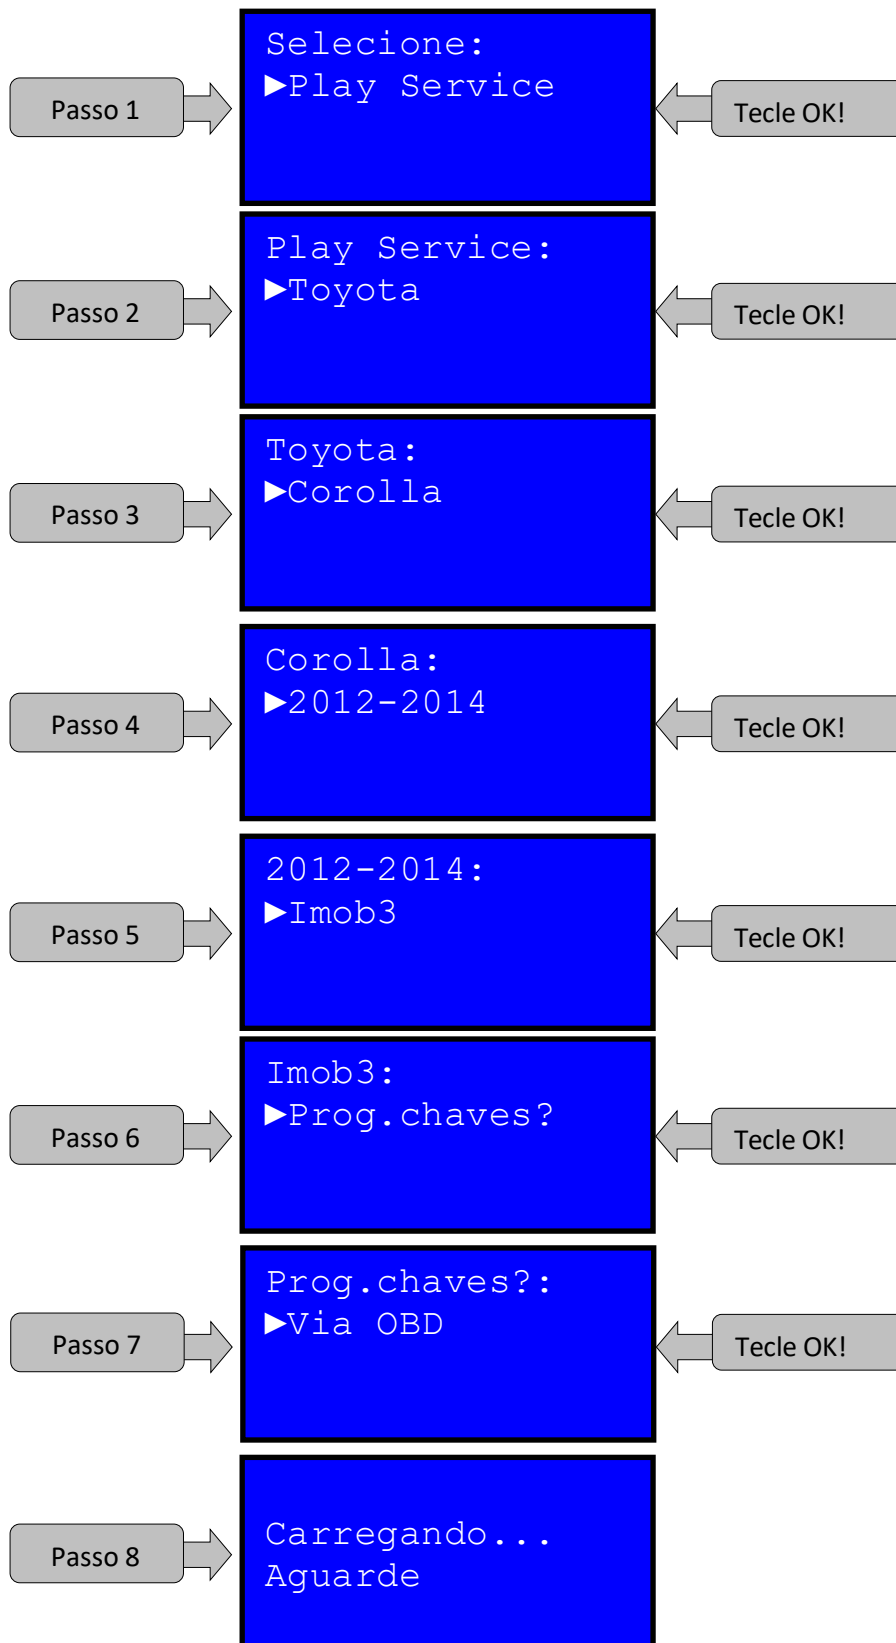 Passo 1
Selecione:
►Play Service
Tecle OK!
Passo 2
Play Service:
►Toyota
Tecle OK!
Passo 3
Toyota:
►Corolla
Tecle OK!
Passo 4
Corolla:
►2012-2014
Tecle OK!
Passo 5
2012-2014:
►Imob3
Tecle OK!
Passo 6
Imob3:
►Prog.chaves?
Tecle OK!
Passo 7
Prog.chaves?:
►Via OBD
Tecle OK!
Passo 8
Carregando...
Aguarde